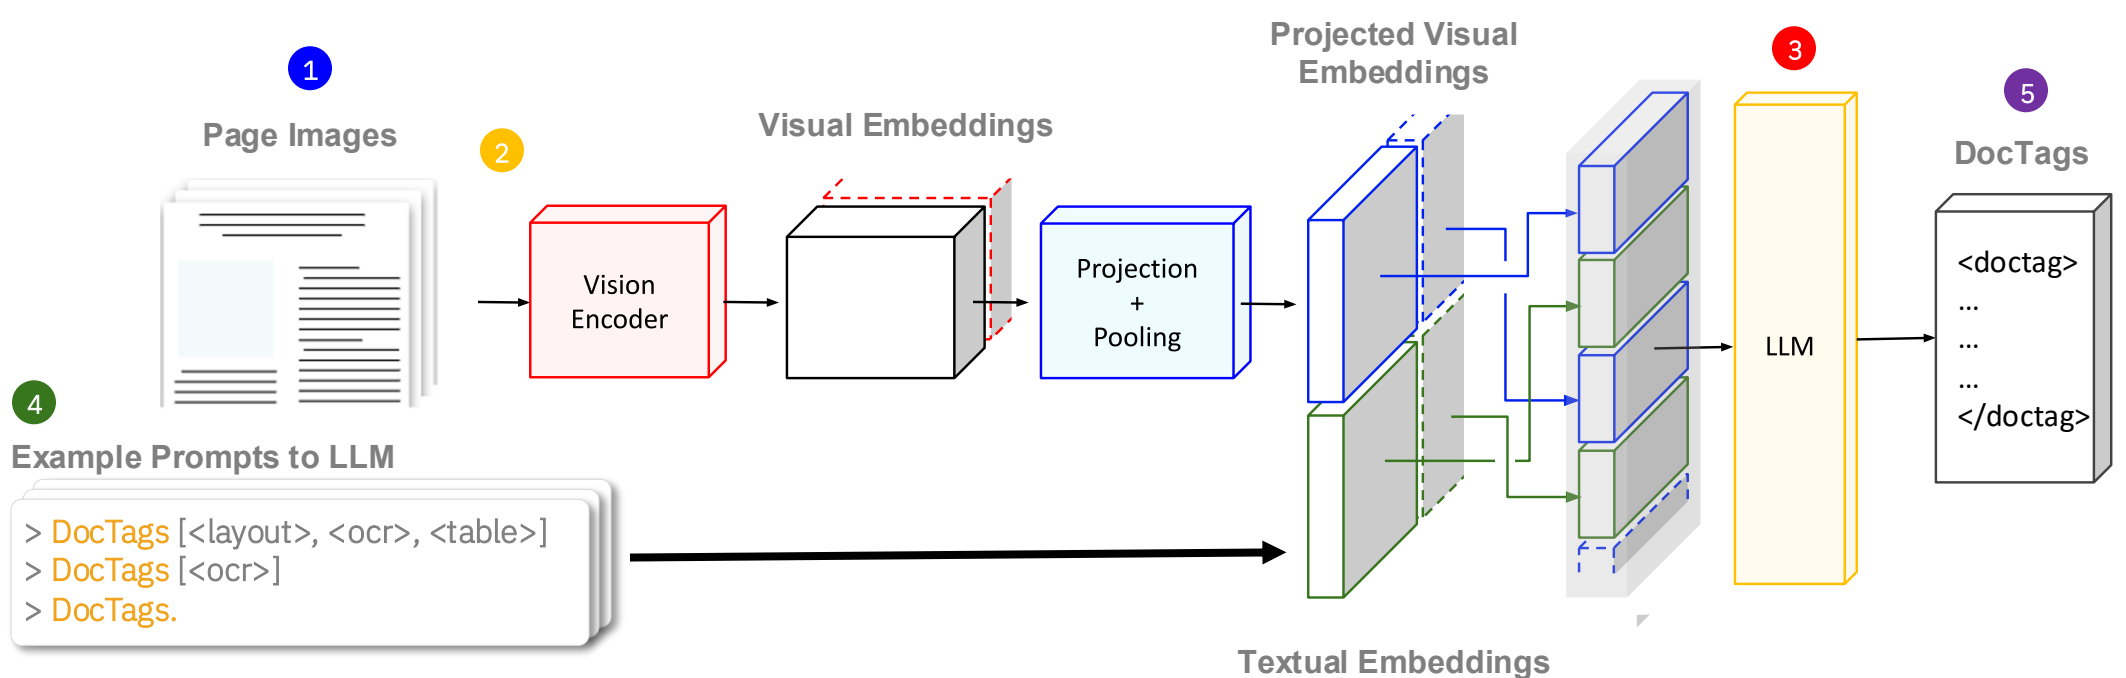 1
Page Images
2
Vision
Encoder
Visual Embeddings
Projection
+
Pooling
Projected Visual
Embeddings
3
LLM
5
DocTags
<doctag>
...
...
...
</doctag>
4
Example Prompts to LLM
> DocTags [<layout>, <ocr>, <table>]
> DocTags [<ocr>]
> DocTags.
Textual Embeddings